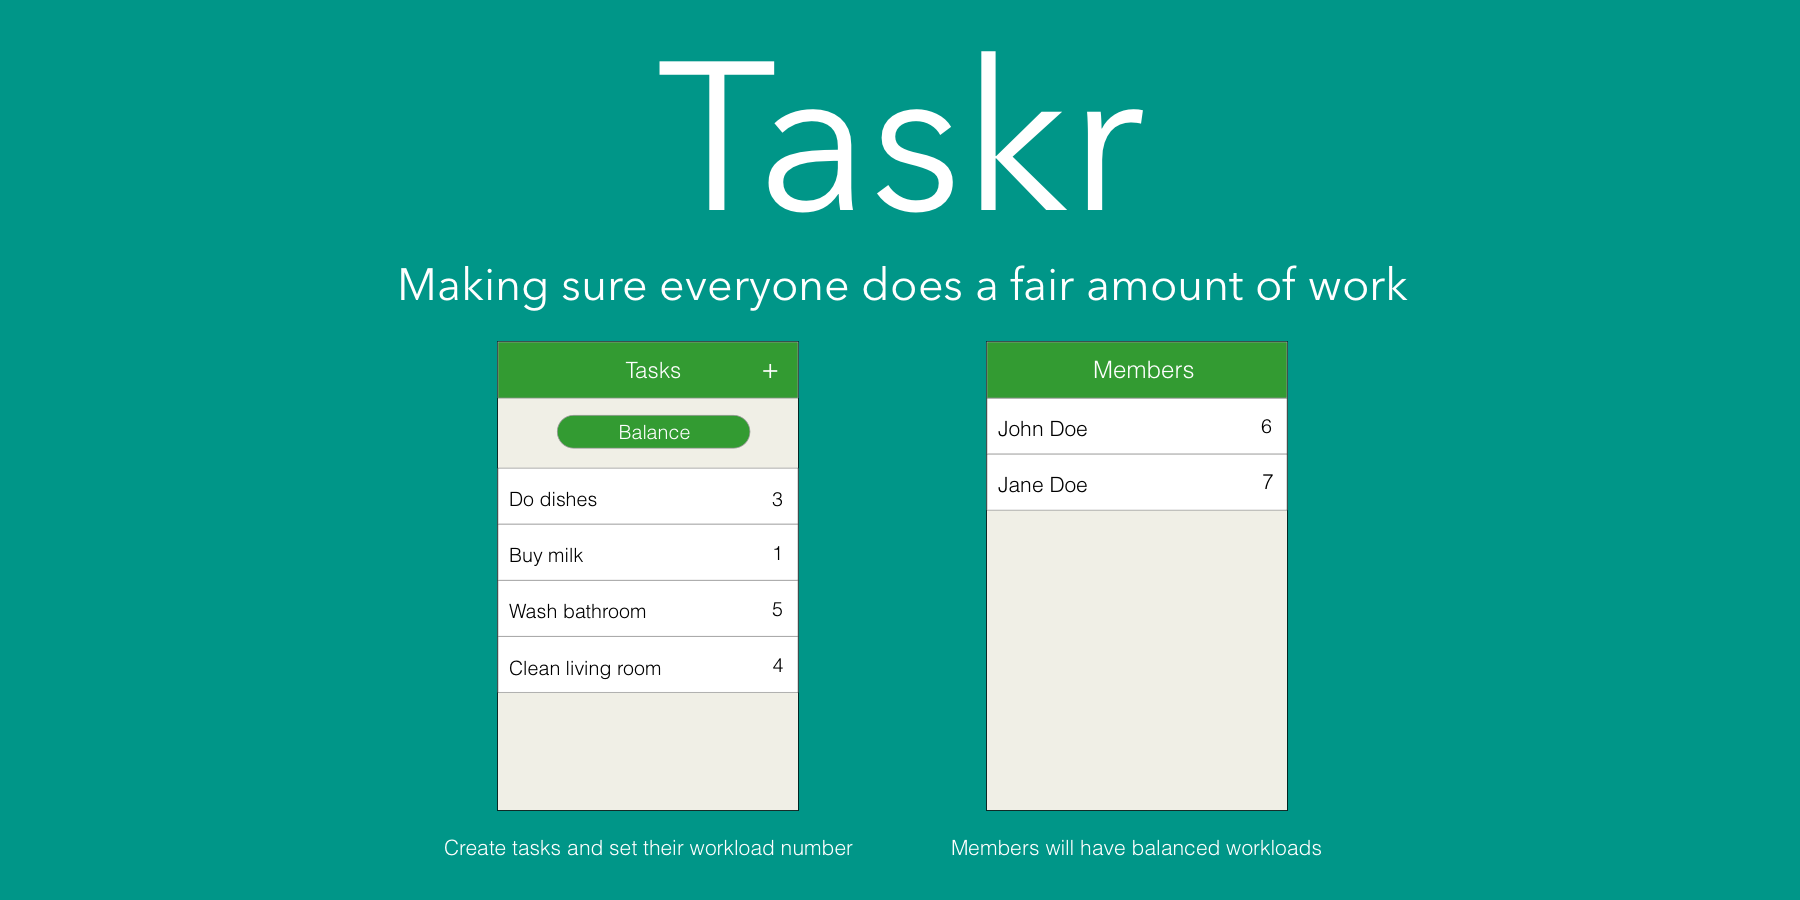 Taskr
Making sure everyone does a fair amount of work
Tasks +
Balance
Do dishes 3
Buy milk 1
Wash bathroom 5
Clean living room 4
Create tasks and set their workload number
Members
John Doe 6
Jane Doe 7
Members will have balanced workloads